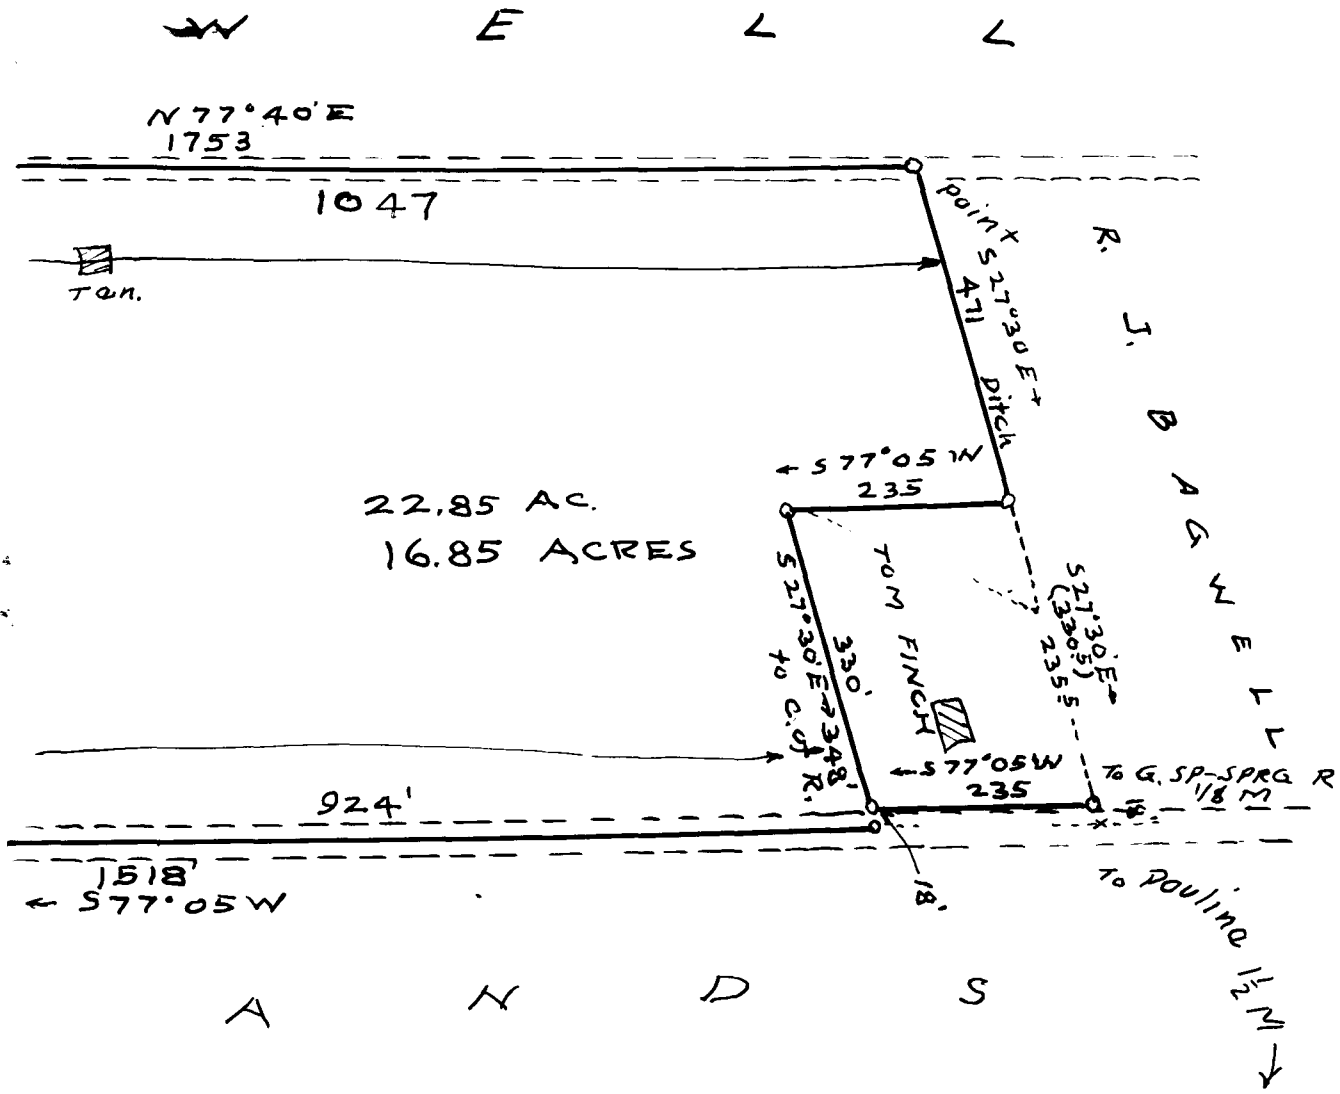 W E L L
N 77°40'E
1753
1047
Ten.
point
S 27°30 E →
471
Ditch
R. J. BAGWELL
← S 77°05 W
235
22.85 AC.
16.85 ACRES
TOM FINCH
S 27°30'E → 348'
to C. of R.
330'
S 27°30'E →
(330.5)
235.5
← S 77°05 W
235
To G. SP-SPRG R
1/8 M
924'
1518'
← S 77°05 W
18'
To Paulina 1½ M →
A N D S